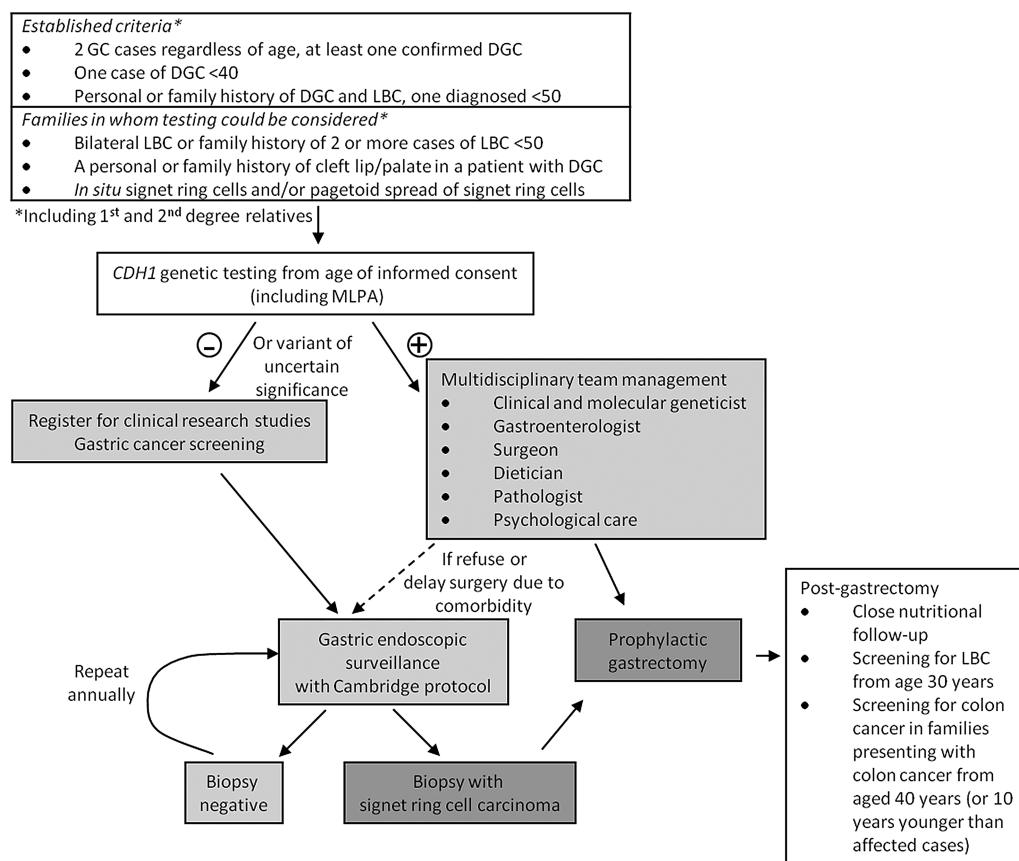 Established criteria*
● 2 GC cases regardless of age, at least one confirmed DGC
● One case of DGC <40
● Personal or family history of DGC and LBC, one diagnosed <50
Families in whom testing could be considered*
● Bilateral LBC or family history of 2 or more cases of LBC <50
● A personal or family history of cleft lip/palate in a patient with DGC
● In situ signet ring cells and/or pagetoid spread of signet ring cells
*Including 1st and 2nd degree relatives
CDH1 genetic testing from age of informed consent
(including MLPA)
-
Or variant of
uncertain
significance
+
Register for clinical research studies
Gastric cancer screening
Multidisciplinary team management
● Clinical and molecular geneticist
● Gastroenterologist
● Surgeon
● Dietician
● Pathologist
● Psychological care
If refuse or
delay surgery due to
comorbidity
Gastric endoscopic
surveillance
with Cambridge protocol
Repeat
annually
Biopsy
negative
Biopsy with
signet ring cell carcinoma
Prophylactic
gastrectomy
Post-gastrectomy
● Close nutritional
follow-up
● Screening for LBC
from age 30 years
● Screening for colon
cancer in families
presenting with
colon cancer from
aged 40 years (or 10
years younger than
affected cases)